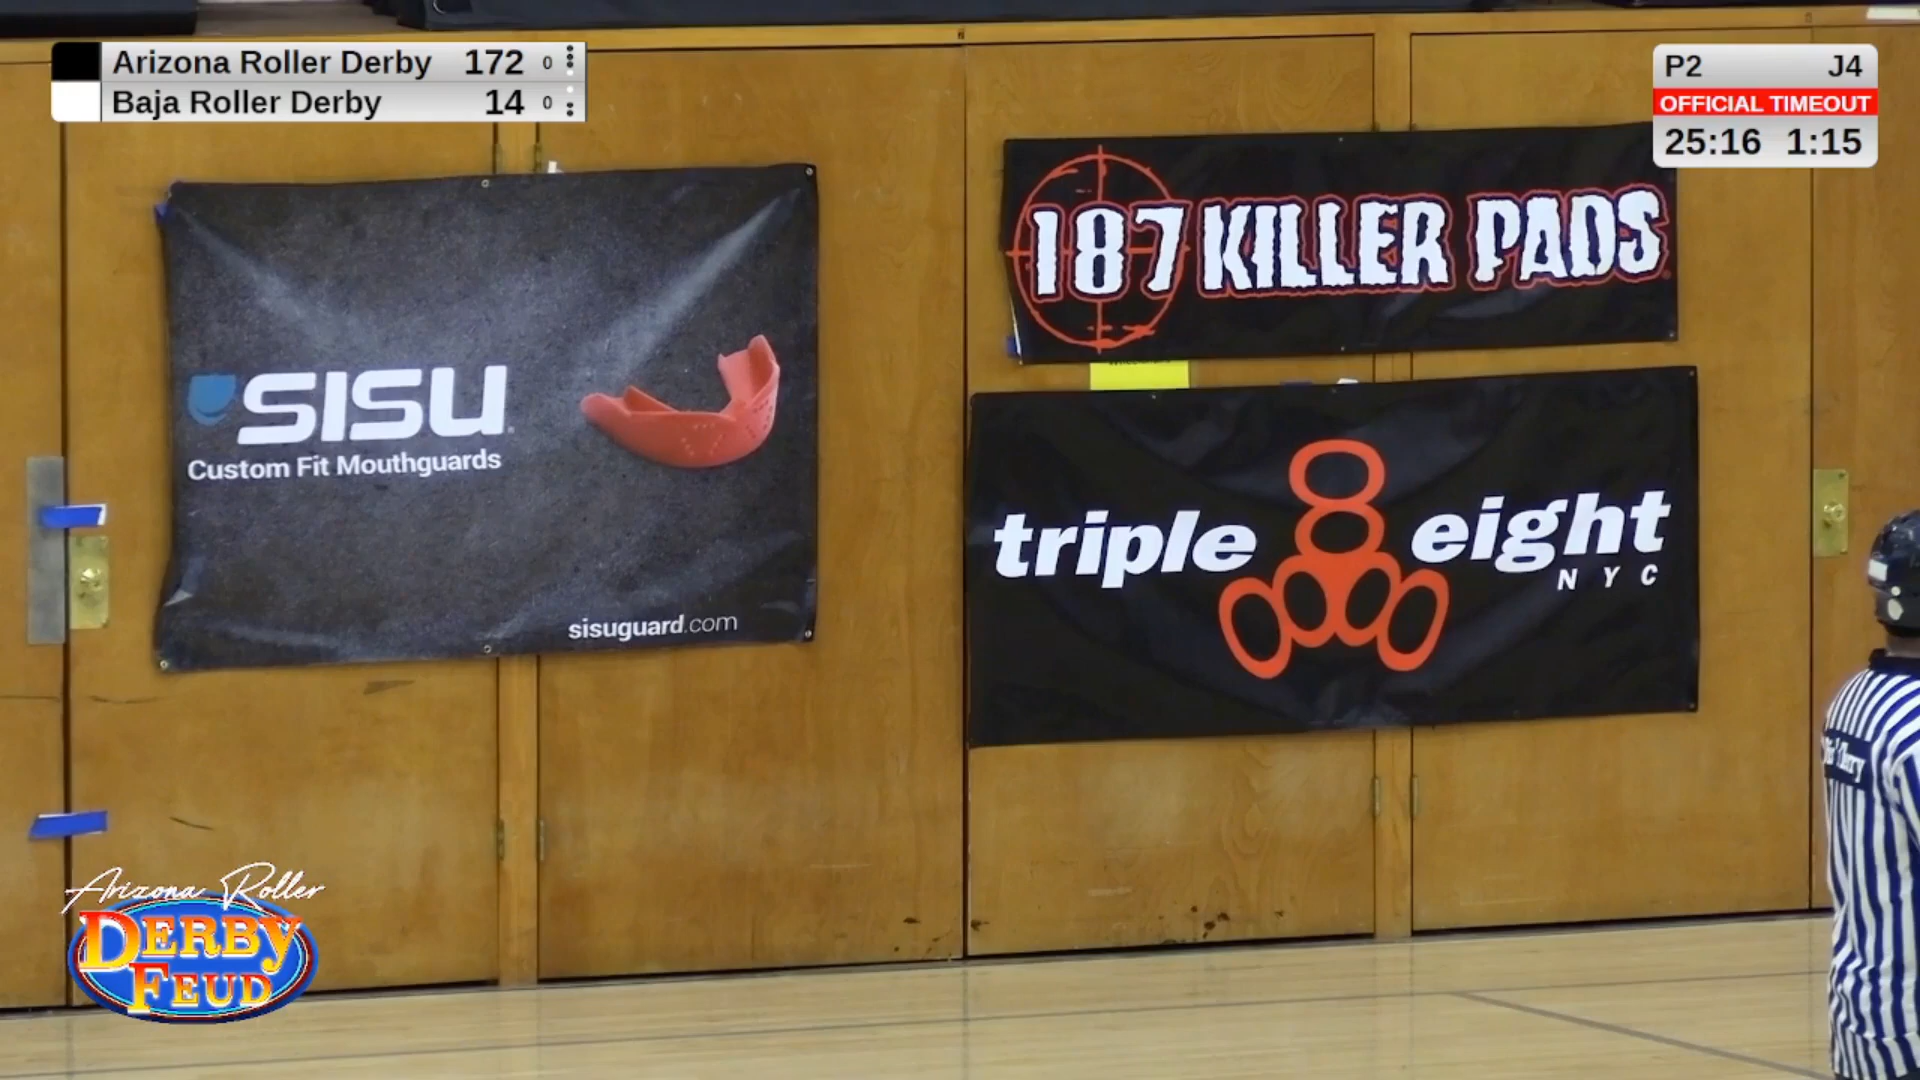 Arizona Roller Derby 172 0
Baja Roller Derby 14 0
P2 J4
OFFICIAL TIMEOUT
25:16 1:15
187 KILLER PADS
SISU
Custom Fit Mouthguards
sisuguard.com
triple eight
NYC
Arizona Roller
DERBY
FEUD